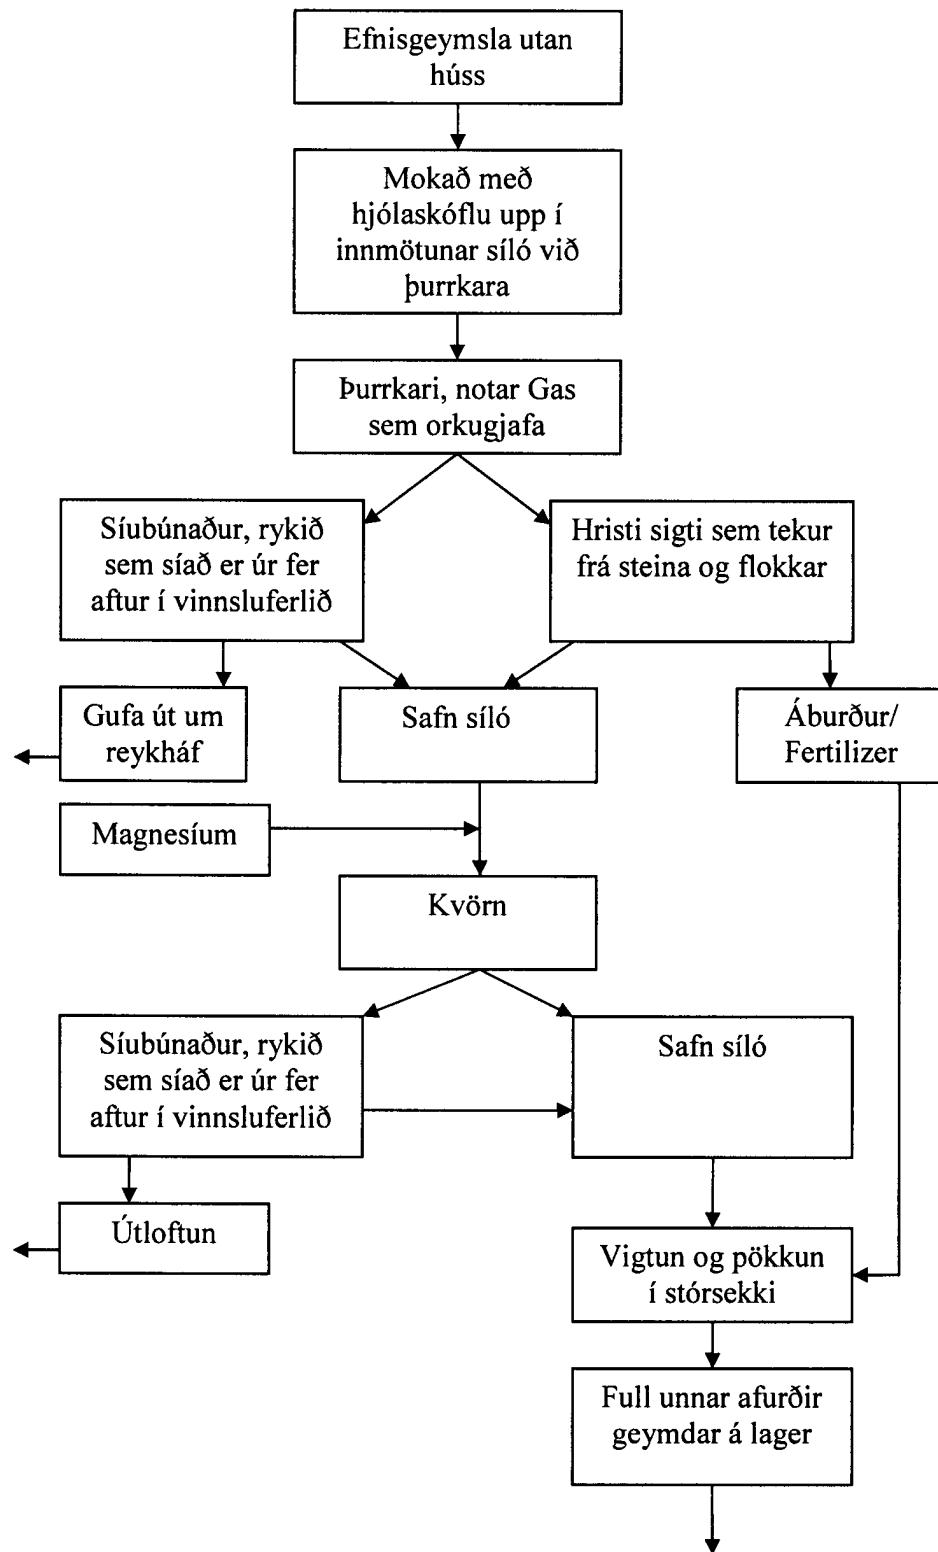 Efnisgeymsla utan
húss
Mokað með
hjólaskóflu upp í
innmötunar síló við
þurrkara
Þurrkari, notar Gas
sem orkugjafa
Síubúnaður, rykið
sem síað er úr fer
aftur í vinnsluferlið
Hristi sigti sem tekur
frá steina og flokkar
Gufa út um
reykháf
Safn síló
Áburður/
Fertilizer
Magnesíum
Kvörn
Síubúnaður, rykið
sem síað er úr fer
aftur í vinnsluferlið
Safn síló
Útloftun
Vigtun og pökkun
í stórsekki
Full unnar afurðir
geymdar á lager